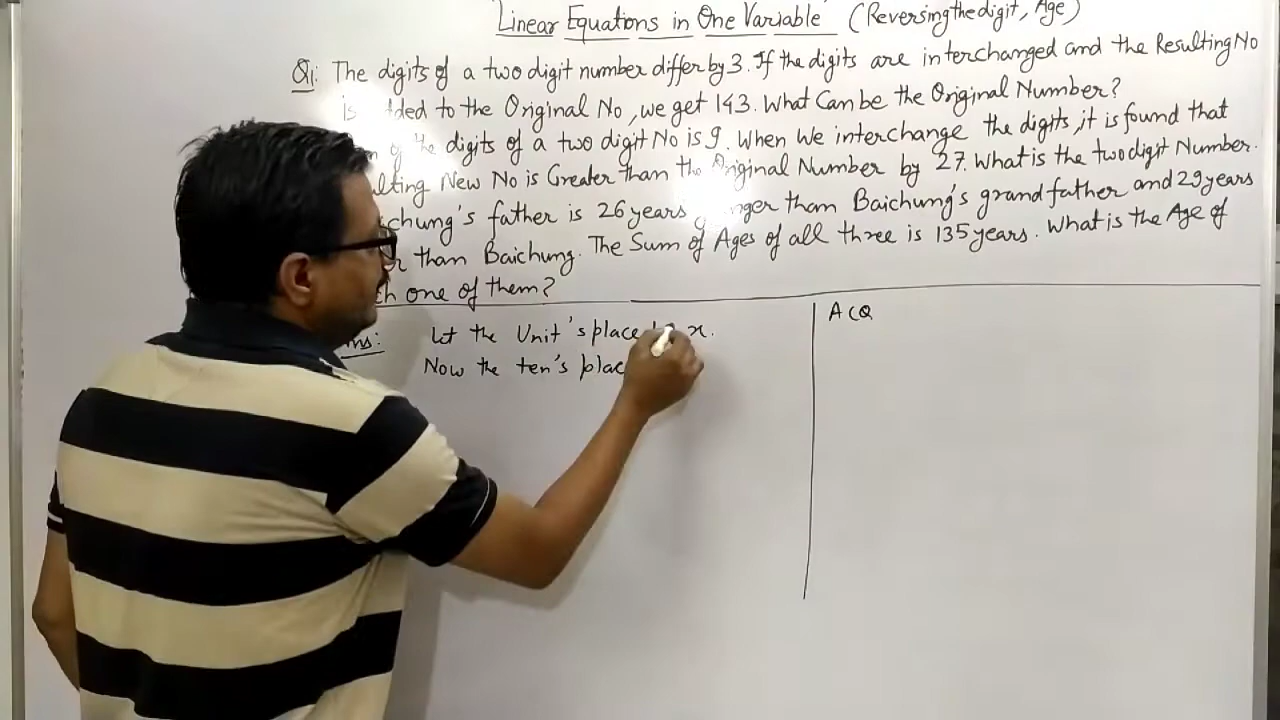 "Linear Equations in One Variable" (Reversing the digit, Age)
Q1: The digits of a two digit number differ by 3. If the digits are interchanged and the Resulting No
is to the Original No, we get 143. What Can be the Original Number?
of the digits of a two digit No is 9. When We interchange the digits, it is found that
New No is Greater than the Original Number by 27. What is the two digit Number.
father is 26 years than Baichung's grand father and 29 years
than Baichung. The Sum of Ages of all three is 135 years. What is the Age of
one of them?
Let the Unit's place x.
Now the ten's plac
ACQ